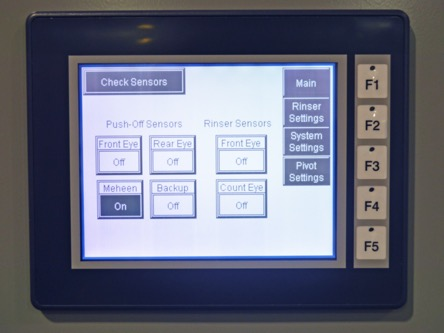 Check Sensors
Main
Rinser
Settings
System
Settings
Pivot
Settings
Push-Off Sensors
Rinser Sensors
Front Eye
Off
Rear Eye
Off
Front Eye
Off
Meheen
On
Backup
Off
Count Eye
Off
F1
F2
F3
F4
F5